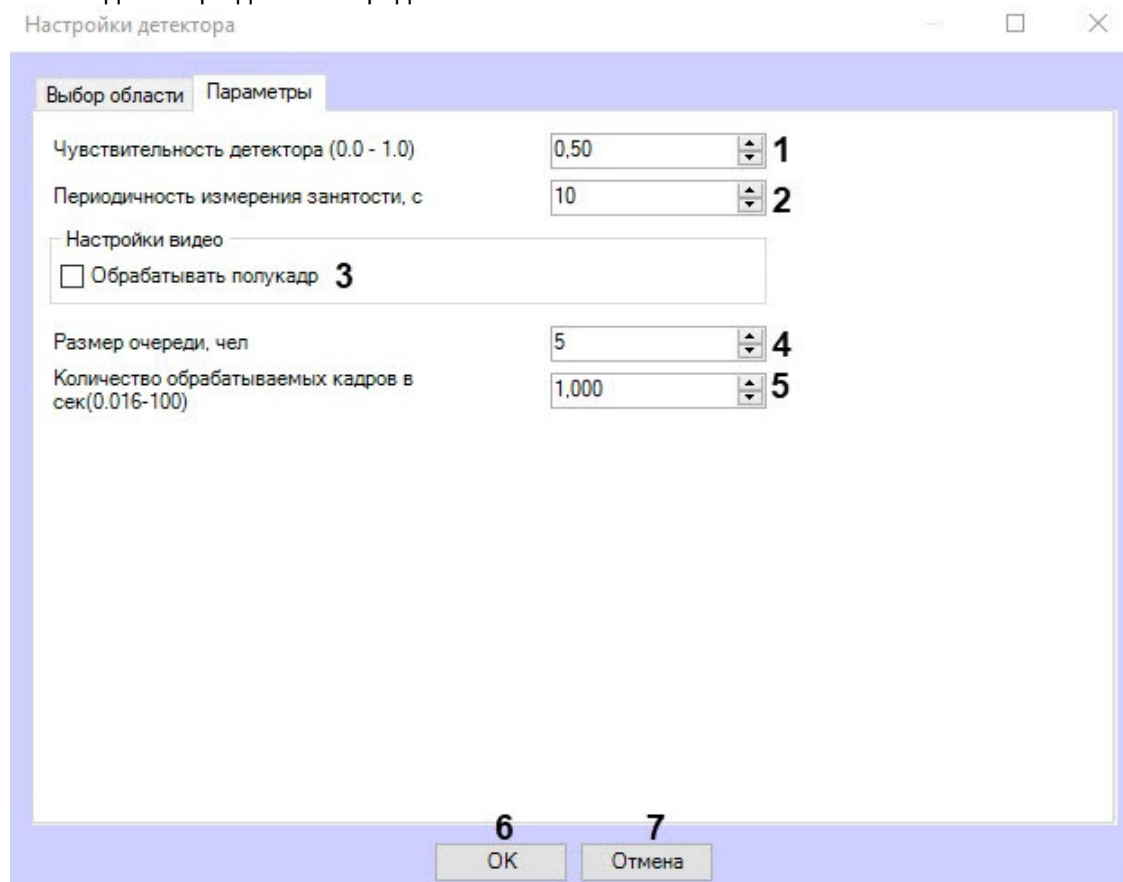 Настройки детектора
Выбор области Параметры
Чувствительность детектора (0.0 - 1.0) 0,50 1
Периодичность измерения занятости, с 10 2
Настройки видео
Обрабатывать полукадр 3
Размер очереди, чел 5 4
Количество обрабатываемых кадров в
сек(0.016-100) 1,000 5
6 7
OK Отмена